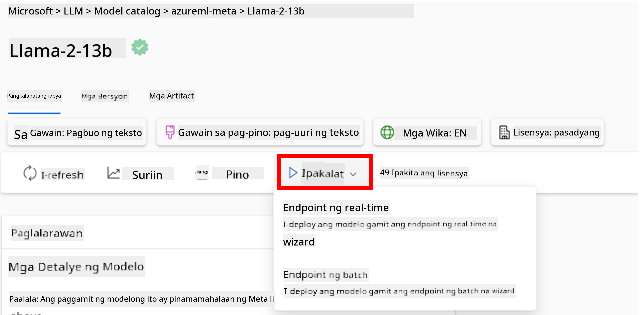 Microsoft > LLM > Model catalog > azureml-meta > Llama-2-13b
Llama-2-13b
Mga Bersyon Mga Artifact
Sa Gawain: Pagbuo ng teksto Gawain sa pag-pino: pag-uuri ng teksto Mga Wika: EN Lisensya: pasadyang
I-refresh Suriin Pino Ipakalat 49 Ipakita ang lisensya
Endpoint ng real-time
I-deploy ang modelo gamit ang endpoint ng real-time na
wizard
Endpoint ng batch
I-deploy ang modelo gamit ang endpoint ng batch na wizard
Paglalarawan
Mga Detalye ng Modelo
Paalala: Ang paggamit ng modelong ito ay pinamamahalaan ng Meta